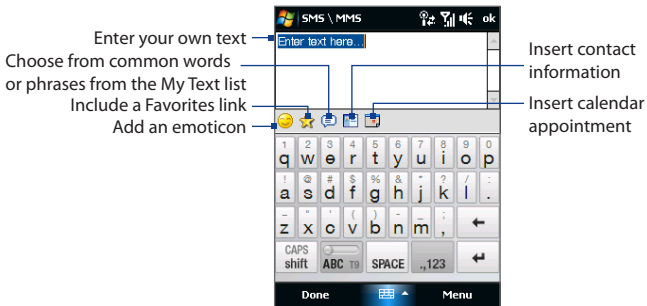 SMS \ MMS ok
Enter your own text
Enter text here...
Choose from common words
or phrases from the My Text list
Include a Favorites link
Add an emoticon
Insert contact
information
Insert calendar
appointment
1 2 3 4 5 6 7 8 9 0
q w e r t y u i o p
! @ # $ % & " ? / :
a s d f g h j k l .
~ * ' ( ) - _ ;
z x c v b n m ,
CAPS
shift ABC T9 SPACE .,123
Done Menu